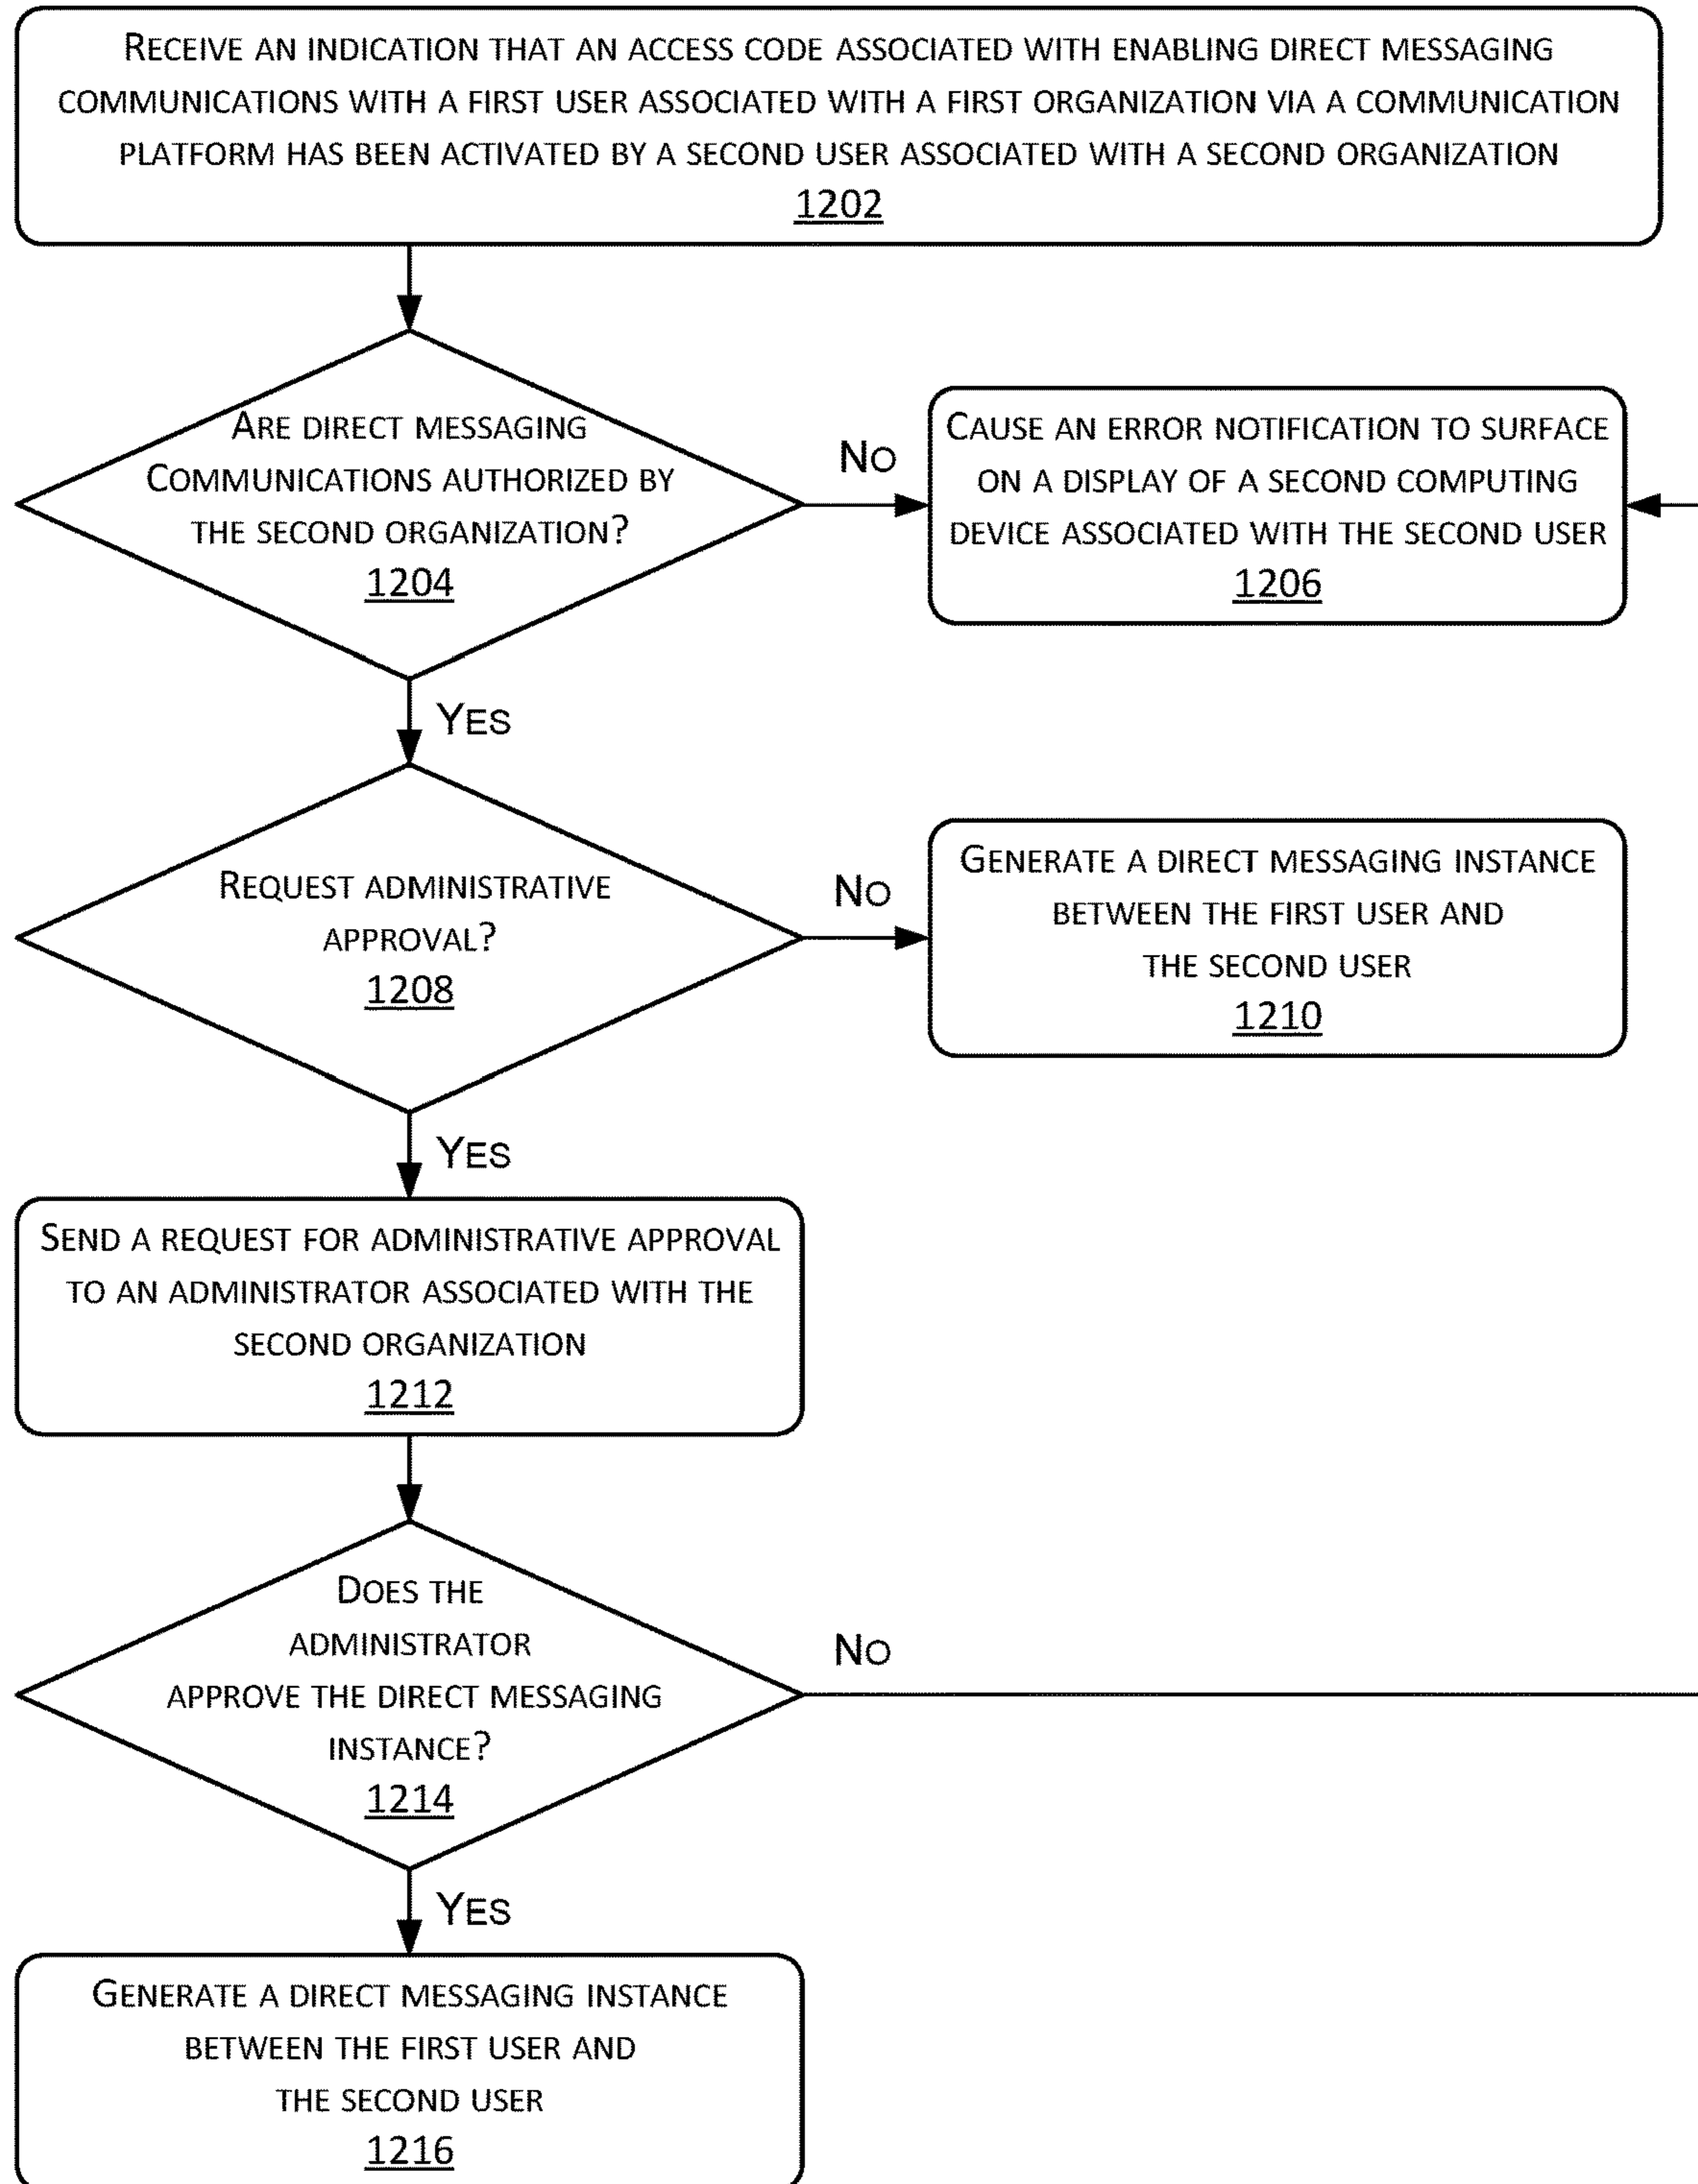 RECEIVE AN INDICATION THAT AN ACCESS CODE ASSOCIATED WITH ENABLING DIRECT MESSAGING
COMMUNICATIONS WITH A FIRST USER ASSOCIATED WITH A FIRST ORGANIZATION VIA A COMMUNICATION
PLATFORM HAS BEEN ACTIVATED BY A SECOND USER ASSOCIATED WITH A SECOND ORGANIZATION
1202
ARE DIRECT MESSAGING
COMMUNICATIONS AUTHORIZED BY
THE SECOND ORGANIZATION?
1204
NO
CAUSE AN ERROR NOTIFICATION TO SURFACE
ON A DISPLAY OF A SECOND COMPUTING
DEVICE ASSOCIATED WITH THE SECOND USER
1206
YES
REQUEST ADMINISTRATIVE
APPROVAL?
1208
NO
GENERATE A DIRECT MESSAGING INSTANCE
BETWEEN THE FIRST USER AND
THE SECOND USER
1210
YES
SEND A REQUEST FOR ADMINISTRATIVE APPROVAL
TO AN ADMINISTRATOR ASSOCIATED WITH THE
SECOND ORGANIZATION
1212
DOES THE
ADMINISTRATOR
APPROVE THE DIRECT MESSAGING
INSTANCE?
1214
NO
YES
GENERATE A DIRECT MESSAGING INSTANCE
BETWEEN THE FIRST USER AND
THE SECOND USER
1216